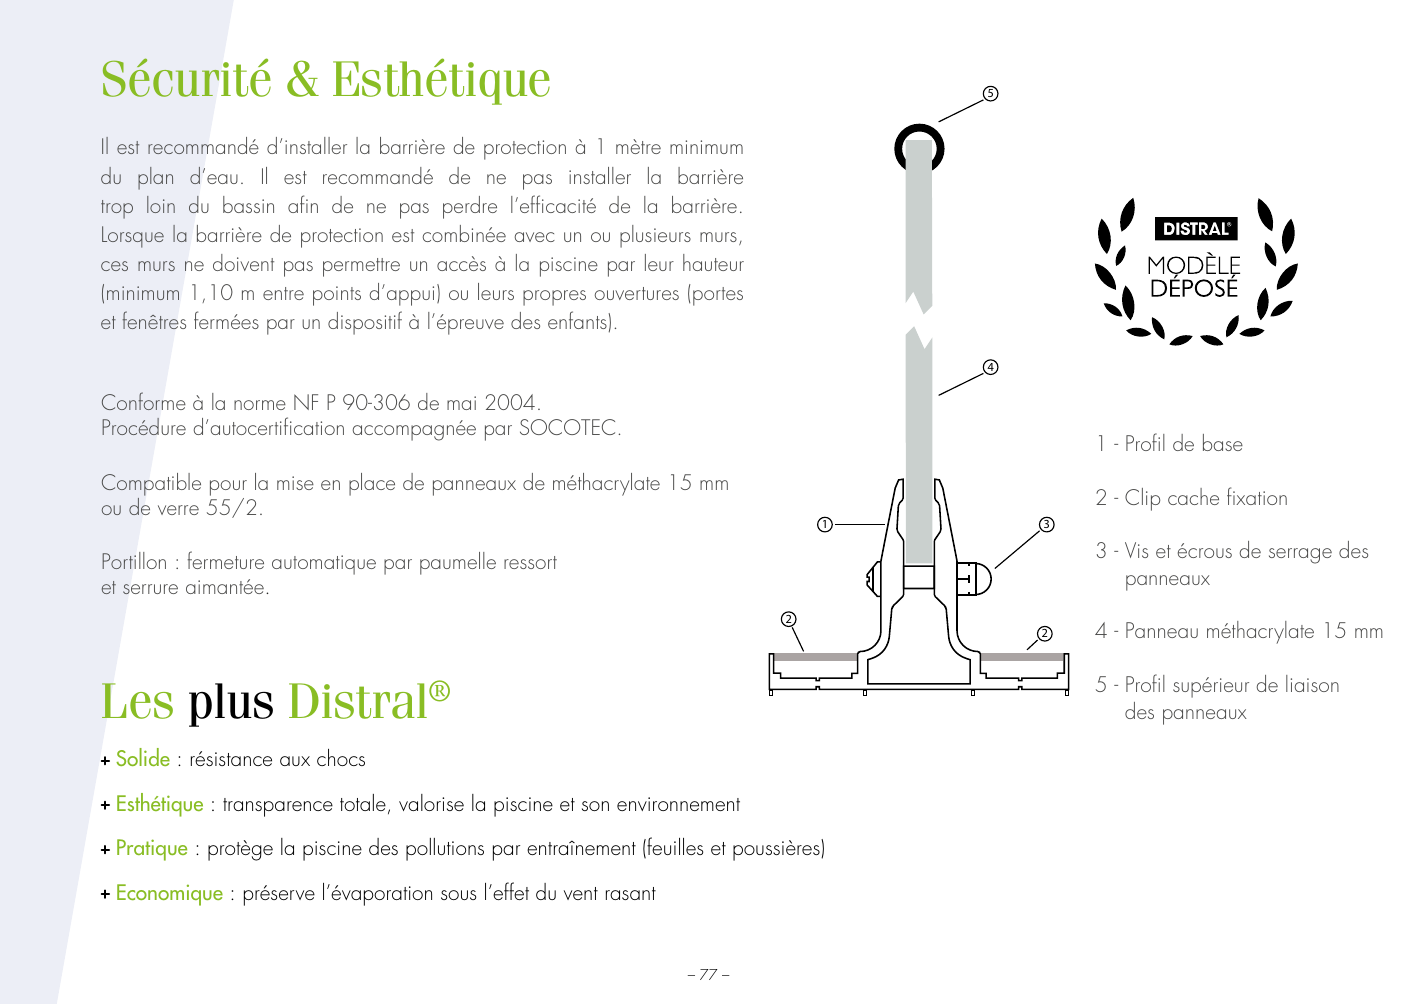 Sécurité & Esthétique
Il est recommandé d’installer la barrière de protection à 1 mètre minimum
du plan d’eau. Il est recommandé de ne pas installer la barrière
trop loin du bassin afin de ne pas perdre l’efficacité de la barrière.
Lorsque la barrière de protection est combinée avec un ou plusieurs murs,
ces murs ne doivent pas permettre un accès à la piscine par leur hauteur
(minimum 1,10 m entre points d’appui) ou leurs propres ouvertures (portes
et fenêtres fermées par un dispositif à l’épreuve des enfants).
Conforme à la norme NF P 90-306 de mai 2004.
Procédure d’autocertification accompagnée par SOCOTEC.
Compatible pour la mise en place de panneaux de méthacrylate 15 mm
ou de verre 55/2.
Portillon : fermeture automatique par paumelle ressort
et serrure aimantée.
Les plus Distral®
+ Solide : résistance aux chocs
+ Esthétique : transparence totale, valorise la piscine et son environnement
+ Pratique : protège la piscine des pollutions par entraînement (feuilles et poussières)
+ Economique : préserve l’évaporation sous l’effet du vent rasant
5
4
1
3
2
2
DISTRAL®
MODÈLE
DÉPOSÉ
1 - Profil de base
2 - Clip cache fixation
3 - Vis et écrous de serrage des
panneaux
4 - Panneau méthacrylate 15 mm
5 - Profil supérieur de liaison
des panneaux
– 77 –